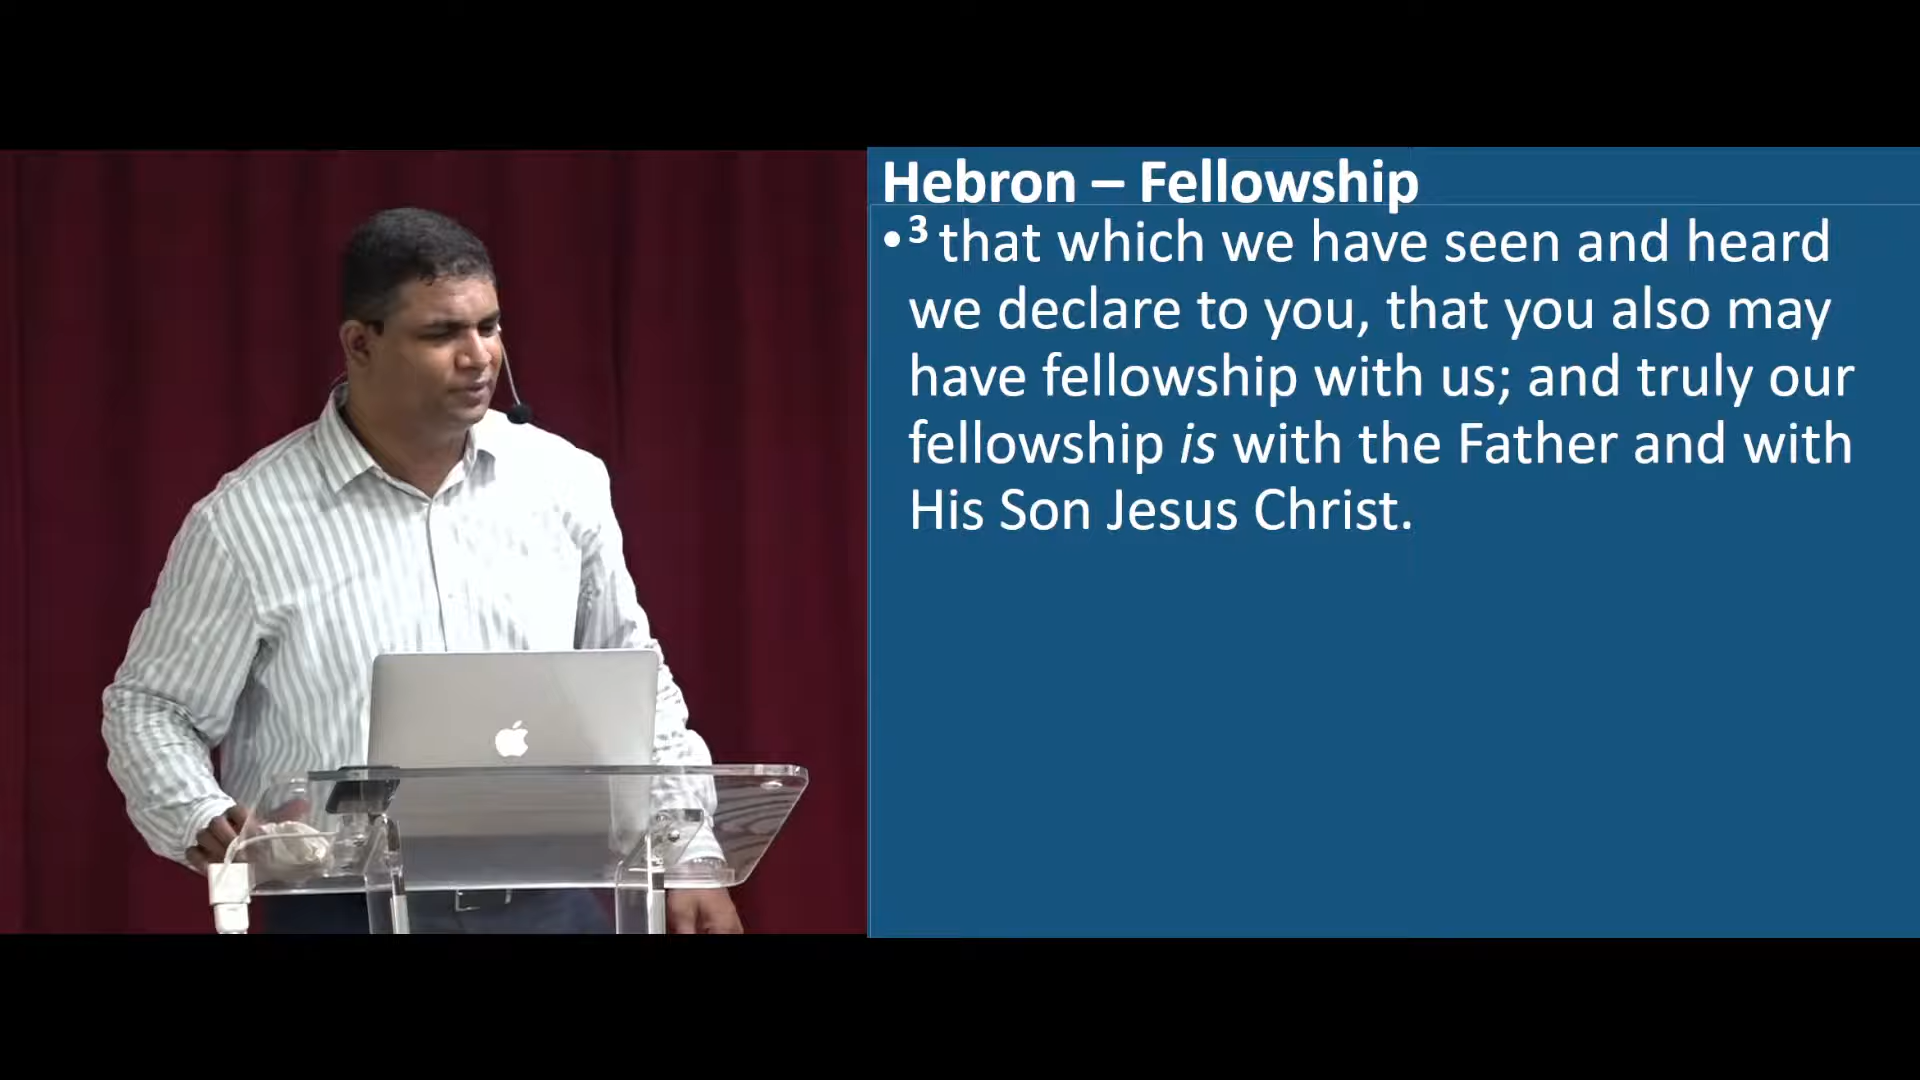 Hebron – Fellowship
•3 that which we have seen and heard
we declare to you, that you also may
have fellowship with us; and truly our
fellowship is with the Father and with
His Son Jesus Christ.